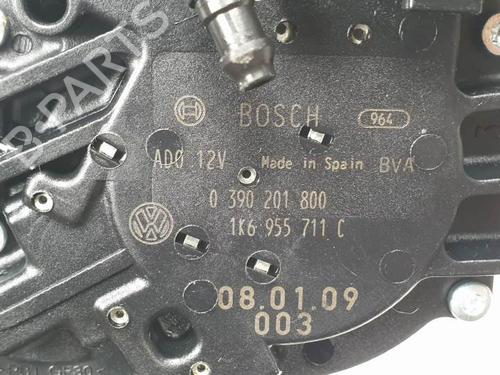 BOSCH 964
AD0 12V Made in Spain BVA
0 390 201 800
1K6 955 711 C
08.01.09
003
B-PARTS